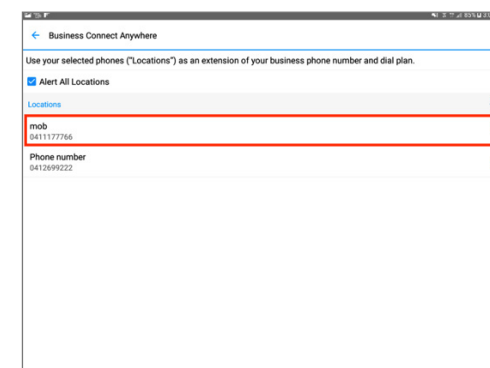 Business Connect Anywhere
Use your selected phones ("Locations") as an extension of your business phone number and dial plan.
Alert All Locations
Locations
mob
0411177766
Phone number
0412699222